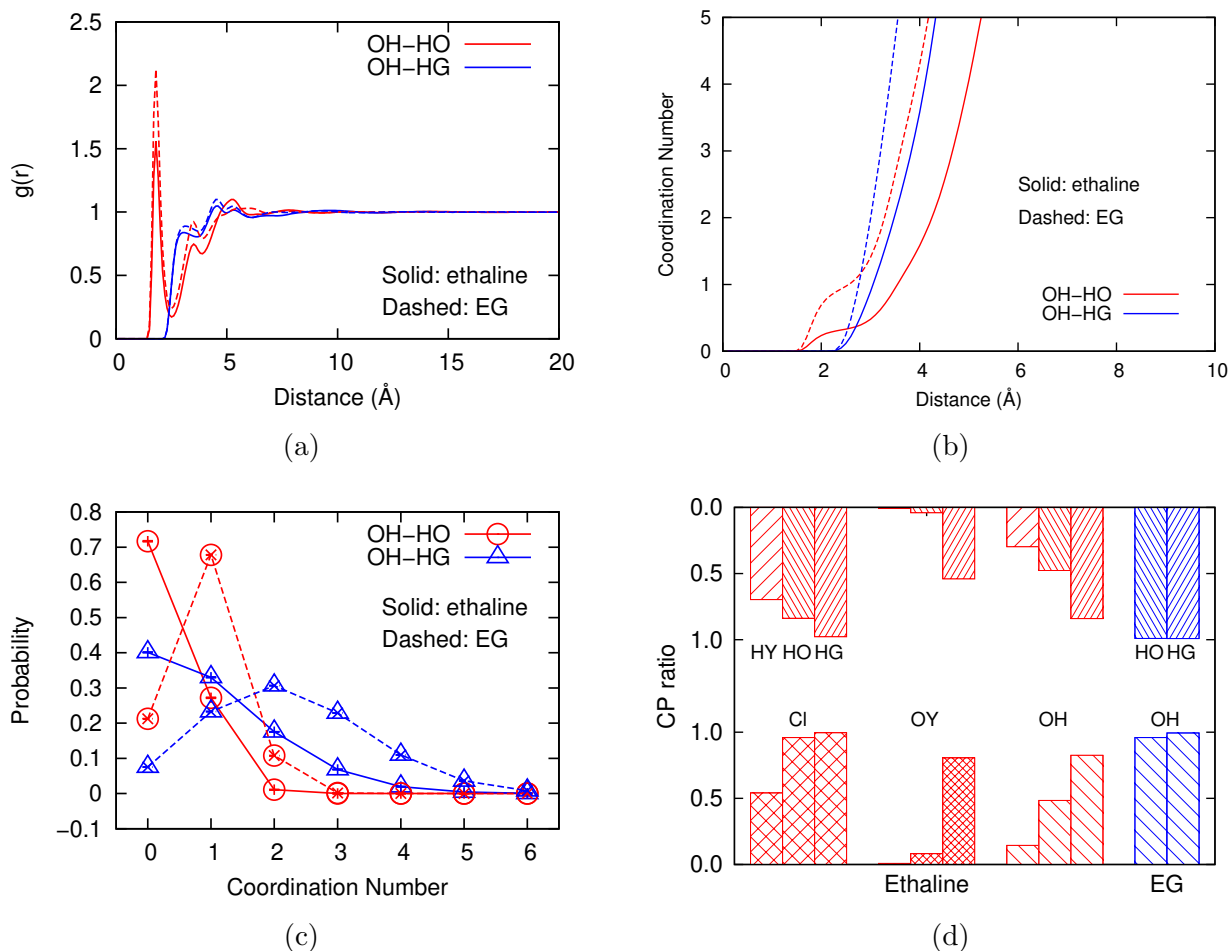 2.5
2
1.5
1
0.5
0
g(r)
OH−HO
OH−HG
Solid: ethaline
Dashed: EG
0 5 10 15 20
Distance (Å)
(a)
5
4
3
2
1
0
Coordination Number
Solid: ethaline
Dashed: EG
OH−HO
OH−HG
0 2 4 6 8 10
Distance (Å)
(b)
0.8
0.7
0.6
0.5
0.4
0.3
0.2
0.1
0
−0.1
Probability
OH−HO
OH−HG
Solid: ethaline
Dashed: EG
0 1 2 3 4 5 6
Coordination Number
(c)
0.0
0.5
1.0
HY HO HG HO HG
CP ratio
Cl OY OH OH
1.0
0.5
0.0
Ethaline EG
(d)